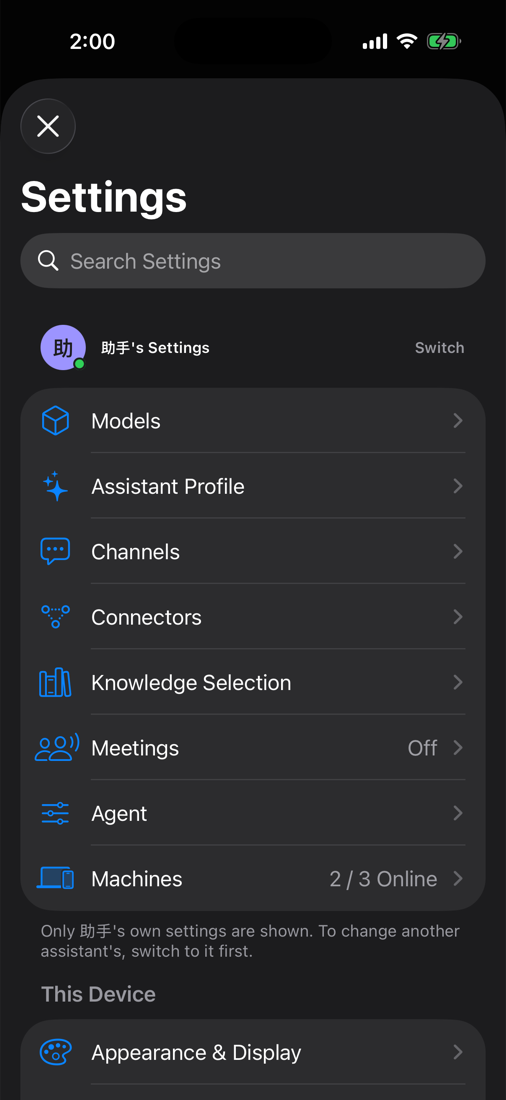 2:00
Settings
Search Settings
助
助手's Settings
Switch
Models
Assistant Profile
Channels
Connectors
Knowledge Selection
Meetings
Off
Agent
Machines
2 / 3 Online
Only 助手's own settings are shown. To change another
assistant's, switch to it first.
This Device
Appearance & Display